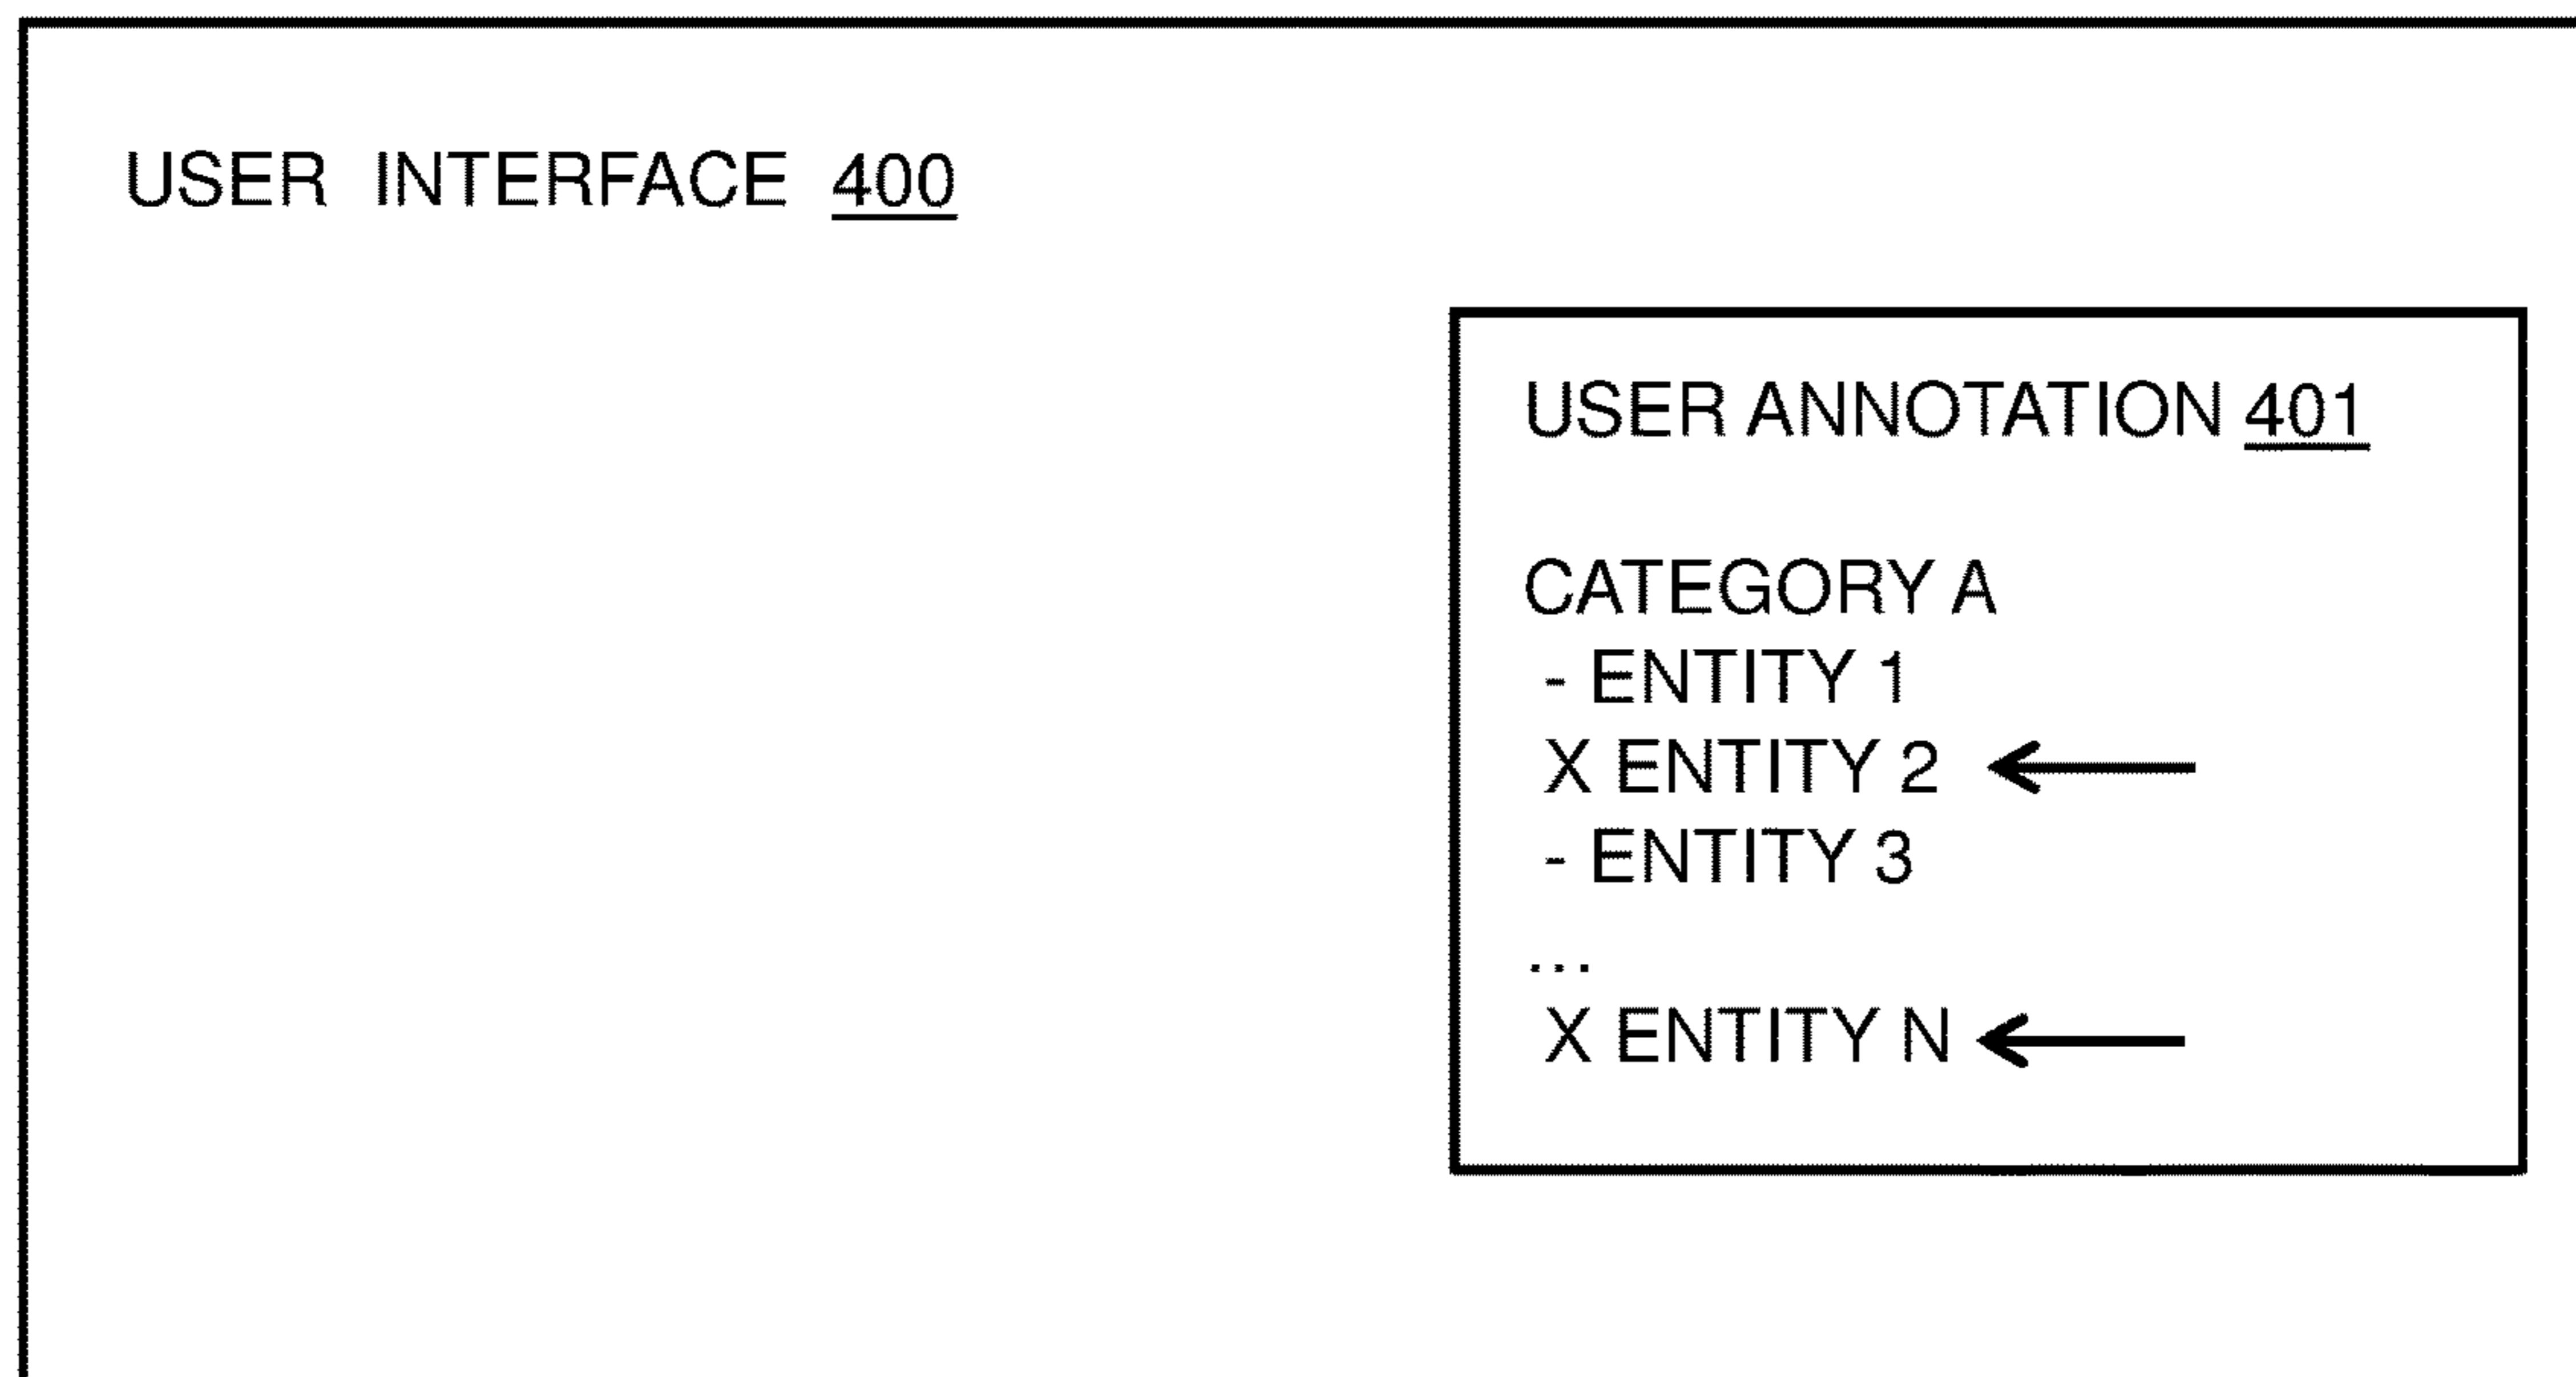 USER INTERFACE 400
USER ANNOTATION 401
CATEGORY A
- ENTITY 1
X ENTITY 2
- ENTITY 3
...
X ENTITY N